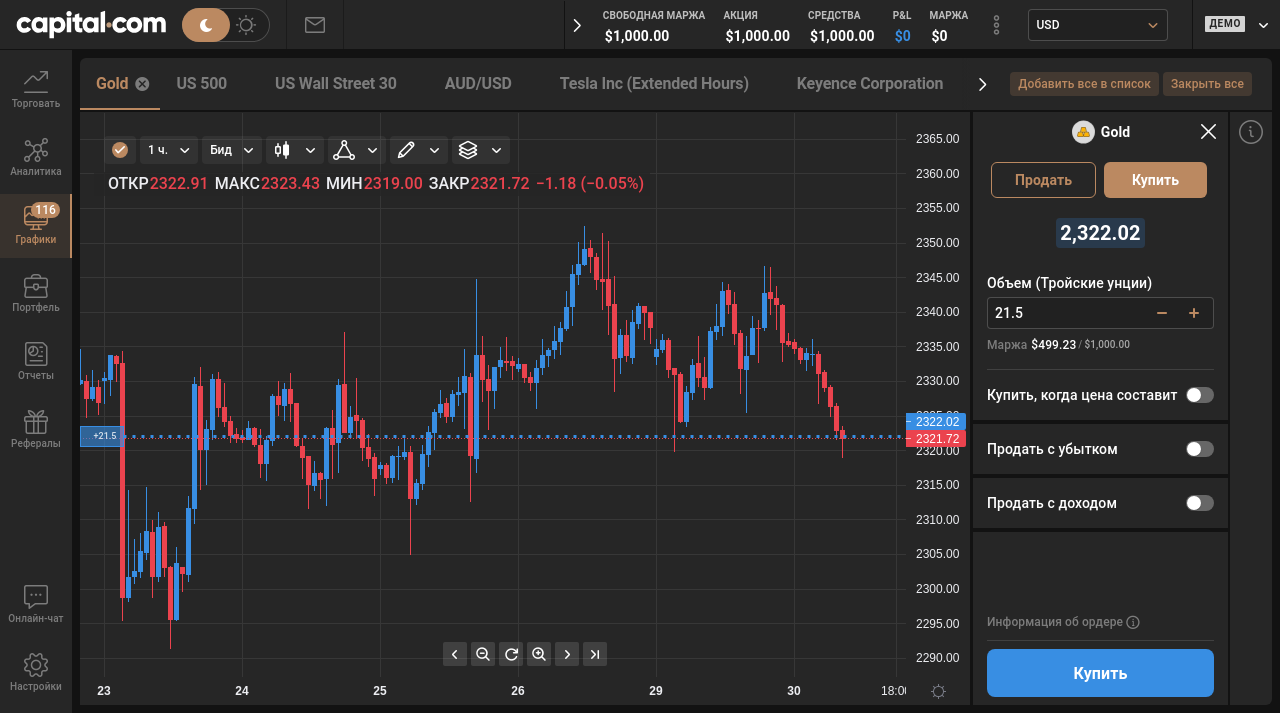 capital.com
СВОБОДНАЯ МАРЖА АКЦИЯ СРЕДСТВА P&L МАРЖА
$1,000.00 $1,000.00 $1,000.00 $0 $0
USD
ДЕМО
Торговать
Аналитика
116
Графики
Портфель
Отчеты
Рефералы
Онлайн-чат
Настройки
Gold US 500 US Wall Street 30 AUD/USD Tesla Inc (Extended Hours) Keyence Corporation
Добавить все в список Закрыть все
1 ч. Бид
ОТКР2322.91 МАКС2323.43 МИН2319.00 ЗАКР2321.72 −1.18 (−0.05%)
2365.00
2360.00
2355.00
2350.00
2345.00
2340.00
2335.00
2330.00
2322.02
2321.72
2320.00
2315.00
2310.00
2305.00
2300.00
2295.00
2290.00
+21.5
23 24 25 26 29 30 18:00
Gold
Продать Купить
2,322.02
Объем (Тройские унции)
21.5
Маржа $499.23 / $1,000.00
Купить, когда цена составит
Продать с убытком
Продать с доходом
Информация об ордере
Купить